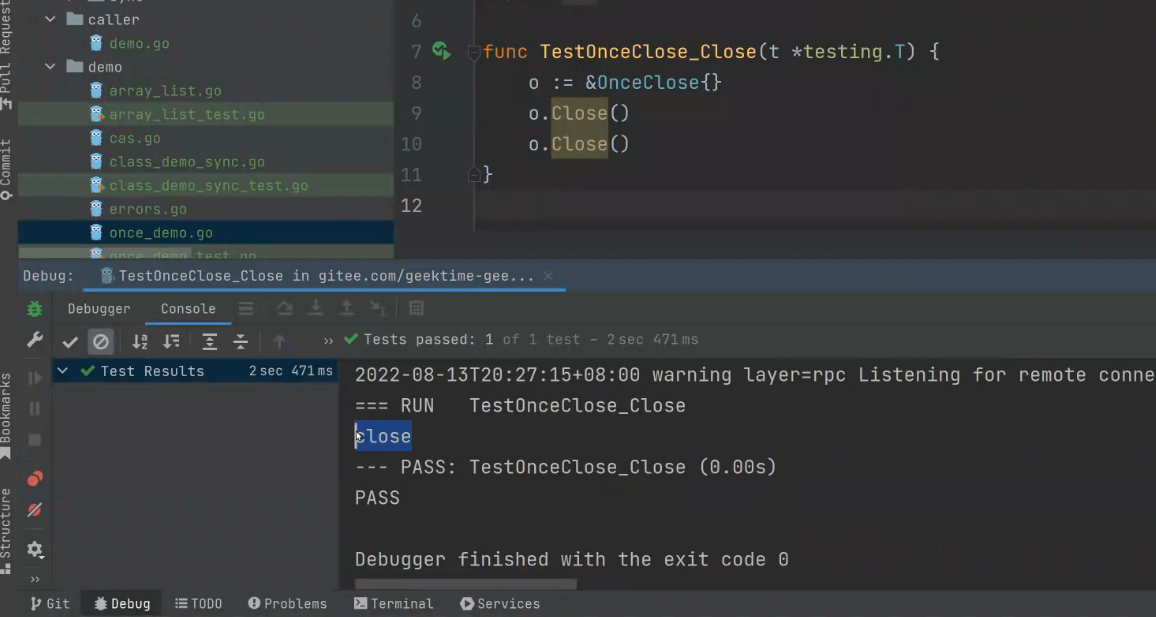 Pull Request
Commit
Bookmarks
Structure
caller
demo.go
demo
array_list.go
array_list_test.go
cas.go
class_demo_sync.go
class_demo_sync_test.go
errors.go
once_demo.go
once_demo_test.go
6
7 func TestOnceClose_Close(t *testing.T) {
8 o := &OnceClose{}
9 o.Close()
10 o.Close()
11 }
12
Debug: TestOnceClose_Close in gitee.com/geektime-gee... ×
Debugger Console
» Tests passed: 1 of 1 test – 2 sec 471 ms
Test Results 2 sec 471 ms
2022-08-13T20:27:15+08:00 warning layer=rpc Listening for remote conne
=== RUN TestOnceClose_Close
close
--- PASS: TestOnceClose_Close (0.00s)
PASS
Debugger finished with the exit code 0
»
Git Debug TODO Problems Terminal Services